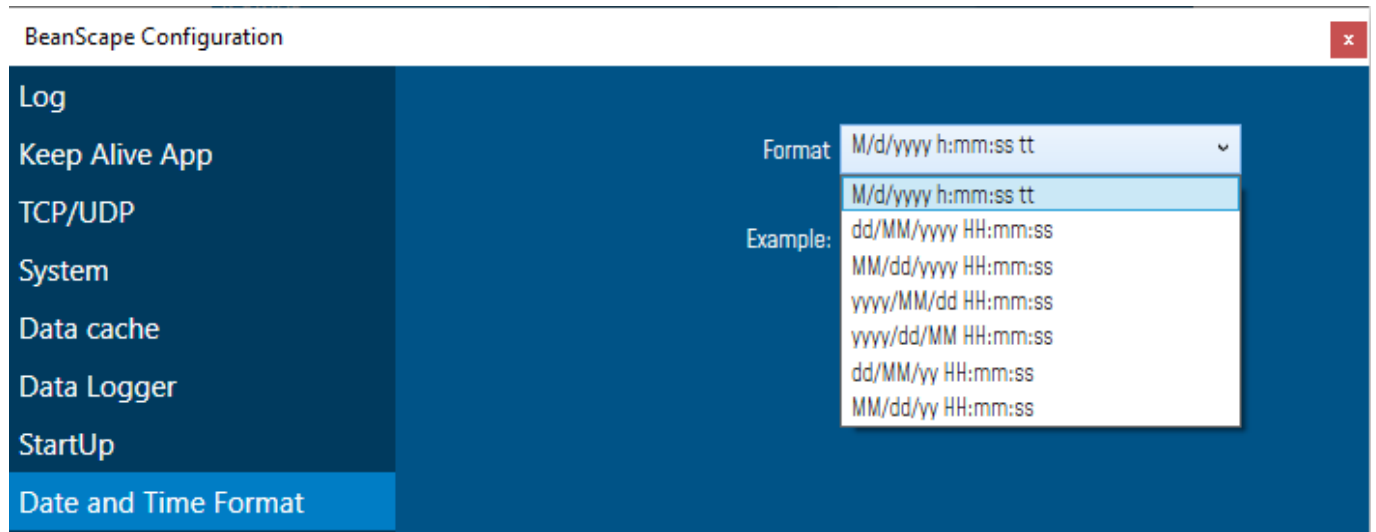 BeanScape Configuration
x
Log
Keep Alive App
TCP/UDP
System
Data cache
Data Logger
StartUp
Date and Time Format
Format
M/d/yyyy h:mm:ss tt
M/d/yyyy h:mm:ss tt
dd/MM/yyyy HH:mm:ss
MM/dd/yyyy HH:mm:ss
yyyy/MM/dd HH:mm:ss
yyyy/dd/MM HH:mm:ss
dd/MM/yy HH:mm:ss
MM/dd/yy HH:mm:ss
Example: